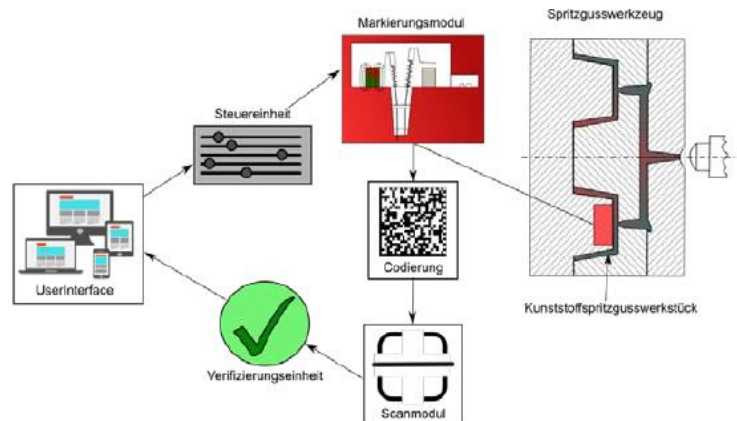 Markierungsmodul
Spritzgusswerkzeug
Steuereinheit
Codierung
UserInterface
Kunststoffspritzgusswerkstück
Verifizierungseinheit
Scanmodul